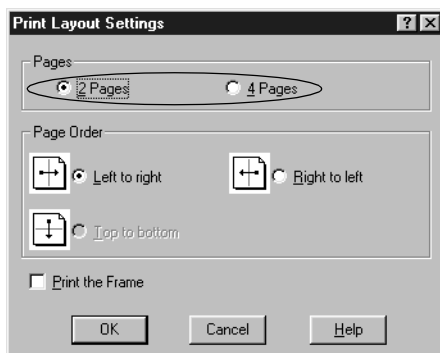 Print Layout Settings
Pages
2 Pages 4 Pages
Page Order
Left to right Right to left
Top to bottom
Print the Frame
OK Cancel Help